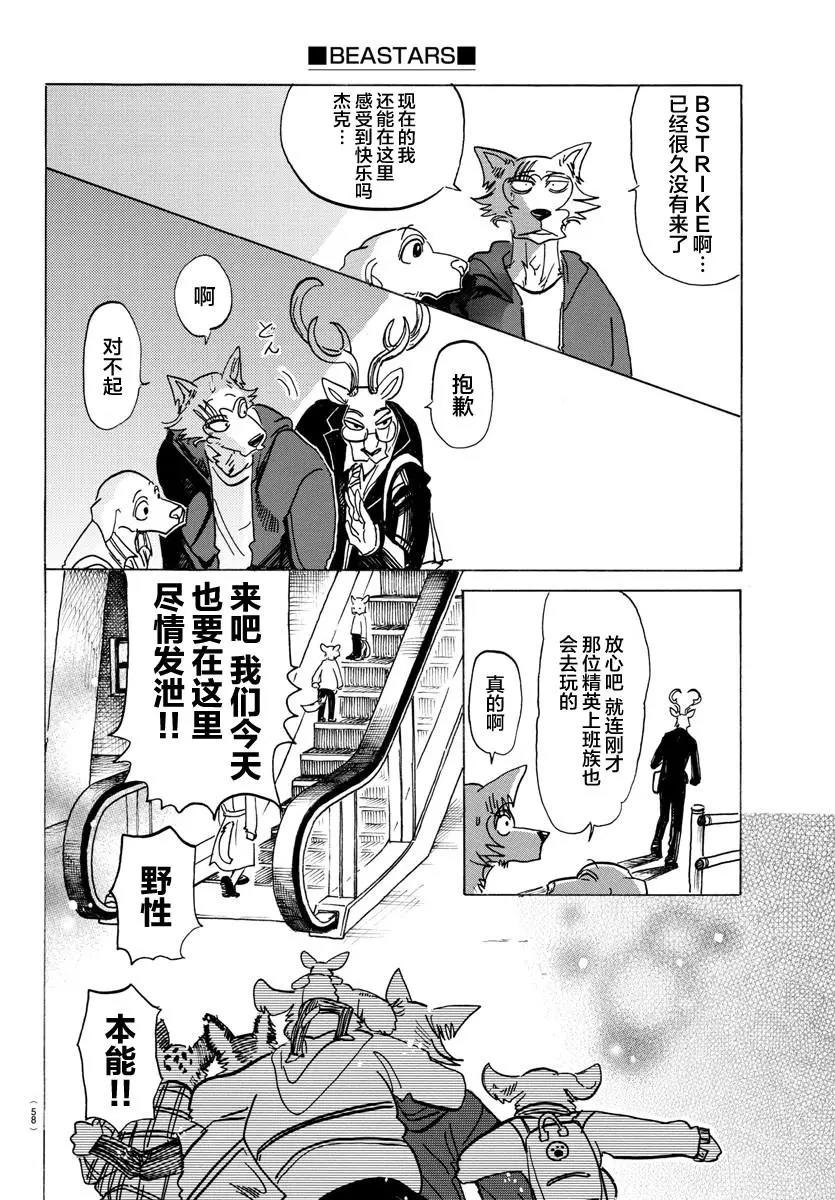 ■BEASTARS■
BSTRIKE啊…
已经很久没有来了
现在的我
还能在这里
感受到快乐吗
杰克…
抱歉
どん
啊
对不起
放心吧 就连刚才
那位精英上班族也
会去玩的
真的啊
来吧 我们今天
也要在这里
尽情发泄!!
野性
本能!!
(58)